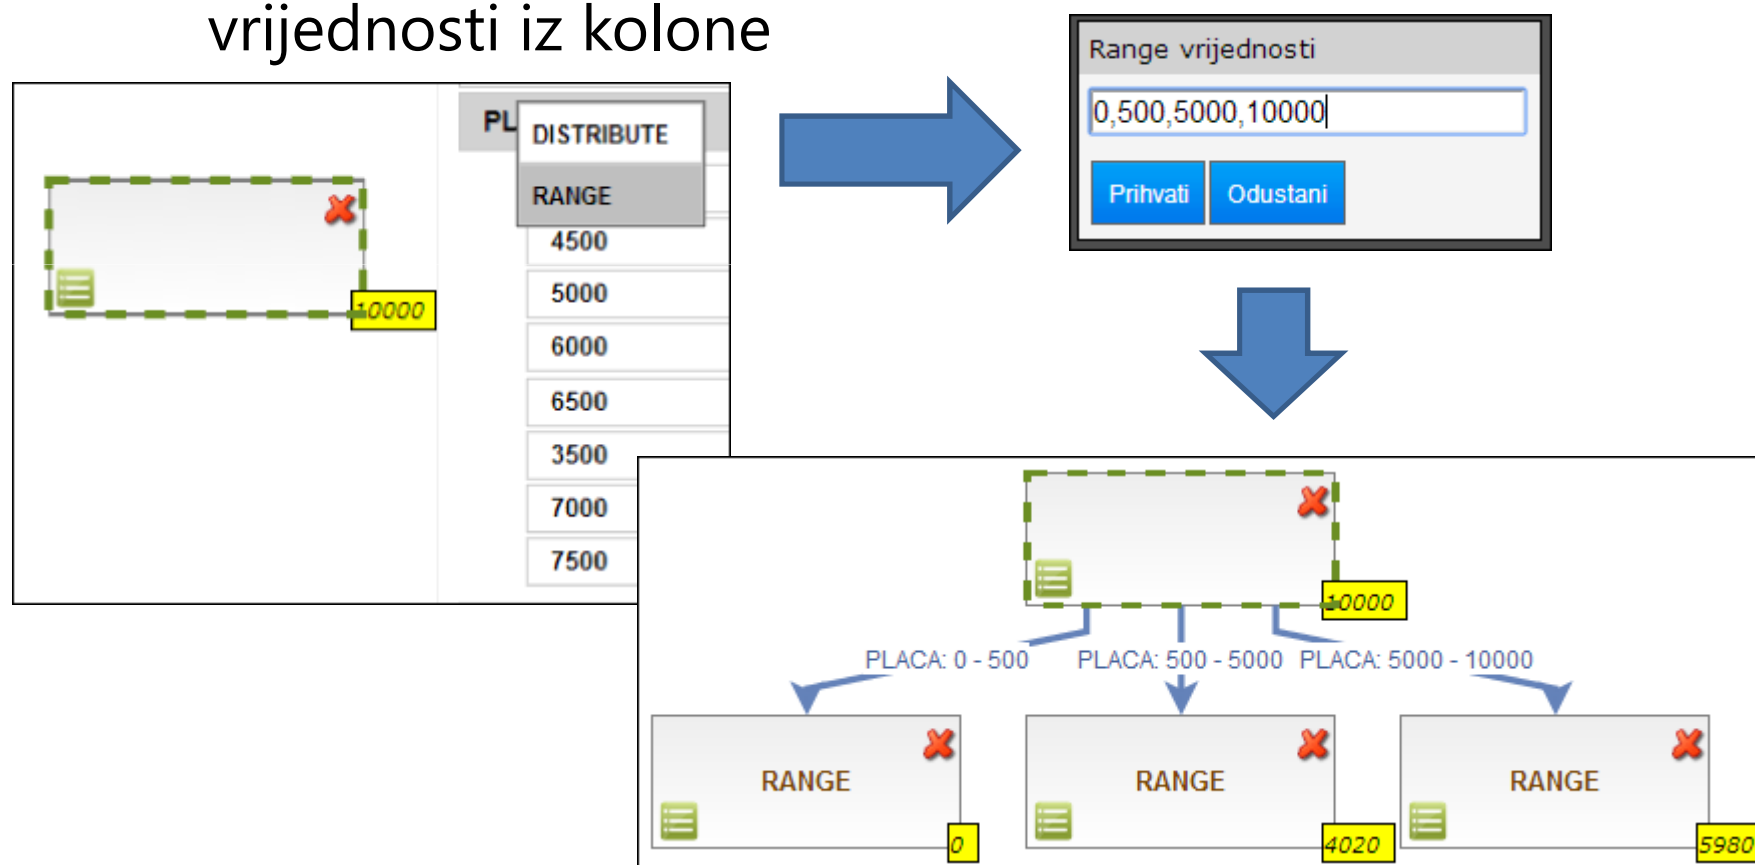 vrijednosti iz kolone
PL
DISTRIBUTE
RANGE
4500
5000
6000
6500
3500
7000
7500
10000
Range vrijednosti
0,500,5000,10000
Prihvati Odustani
10000
PLACA: 0 - 500 PLACA: 500 - 5000 PLACA: 5000 - 10000
RANGE RANGE RANGE
0 4020 5980